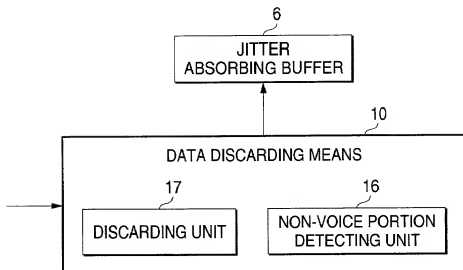 6
JITTER
ABSORBING BUFFER
10
DATA DISCARDING MEANS
17
DISCARDING UNIT
16
NON-VOICE PORTION
DETECTING UNIT